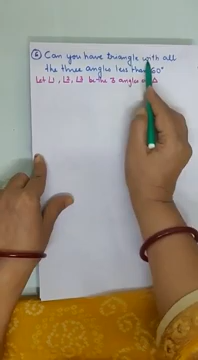 ⑥ Can you have triangle with all
the three angles less than 60°
Let ∠1, ∠2, ∠3 be the 3 angles of Δ